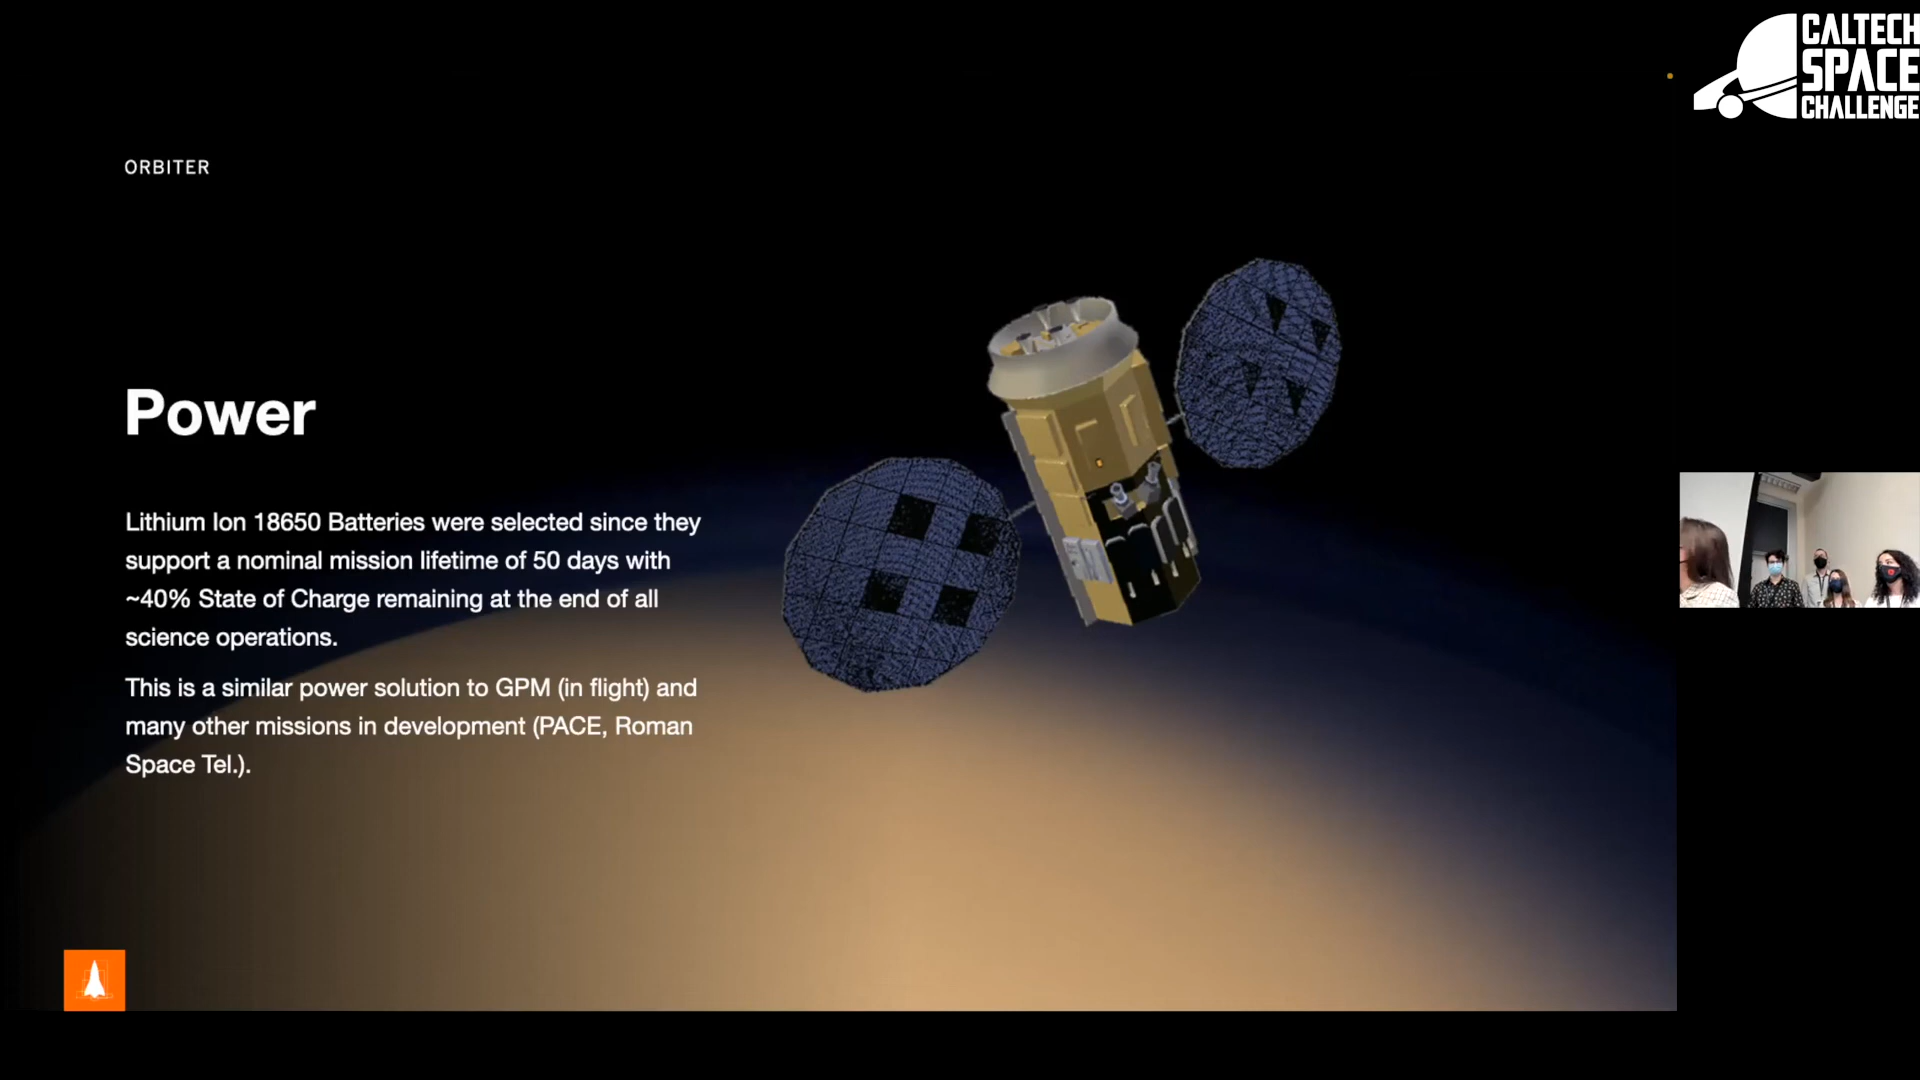 CALTECH
SPACE
CHALLENGE
ORBITER
Power
Lithium Ion 18650 Batteries were selected since they
support a nominal mission lifetime of 50 days with
~40% State of Charge remaining at the end of all
science operations.
This is a similar power solution to GPM (in flight) and
many other missions in development (PACE, Roman
Space Tel.).